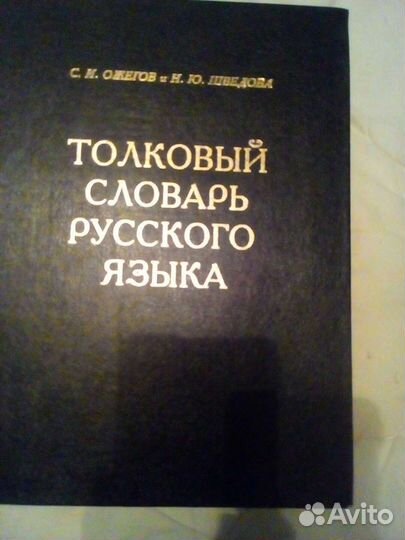 С. И. ОЖЕГОВ и Н. Ю. ШВЕДОВА
ТОЛКОВЫЙ
СЛОВАРЬ
РУССКОГО
ЯЗЫКА
Avito